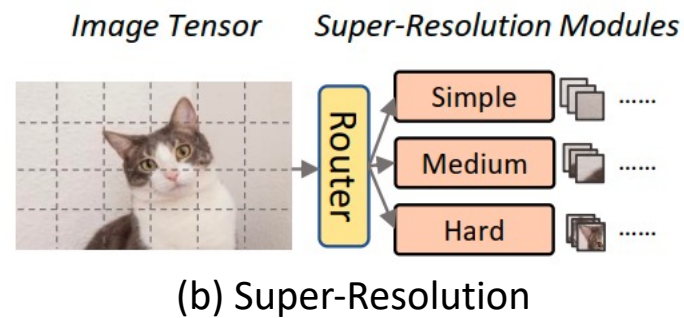 Image Tensor
Super-Resolution Modules
Router
Simple
......
Medium
......
Hard
......
(b) Super-Resolution